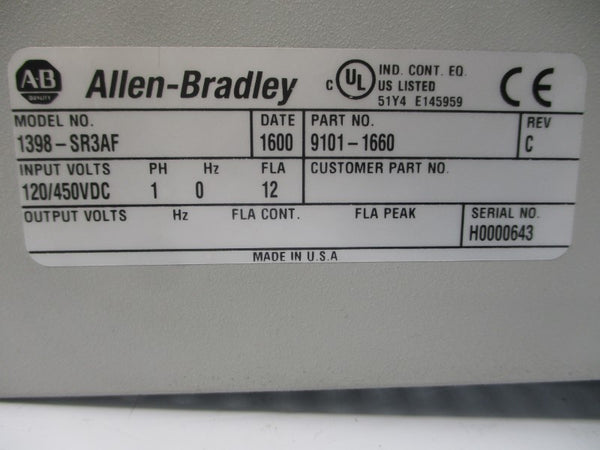 AB QUALITY Allen-Bradley c UL US IND. CONT. EQ. LISTED 51Y4 E145959 CE
MODEL NO. DATE PART NO. REV
1398-SR3AF 1600 9101-1660 C
INPUT VOLTS PH Hz FLA CUSTOMER PART NO.
120/450VDC 1 0 12
OUTPUT VOLTS Hz FLA CONT. FLA PEAK SERIAL NO.
H0000643
MADE IN U.S.A